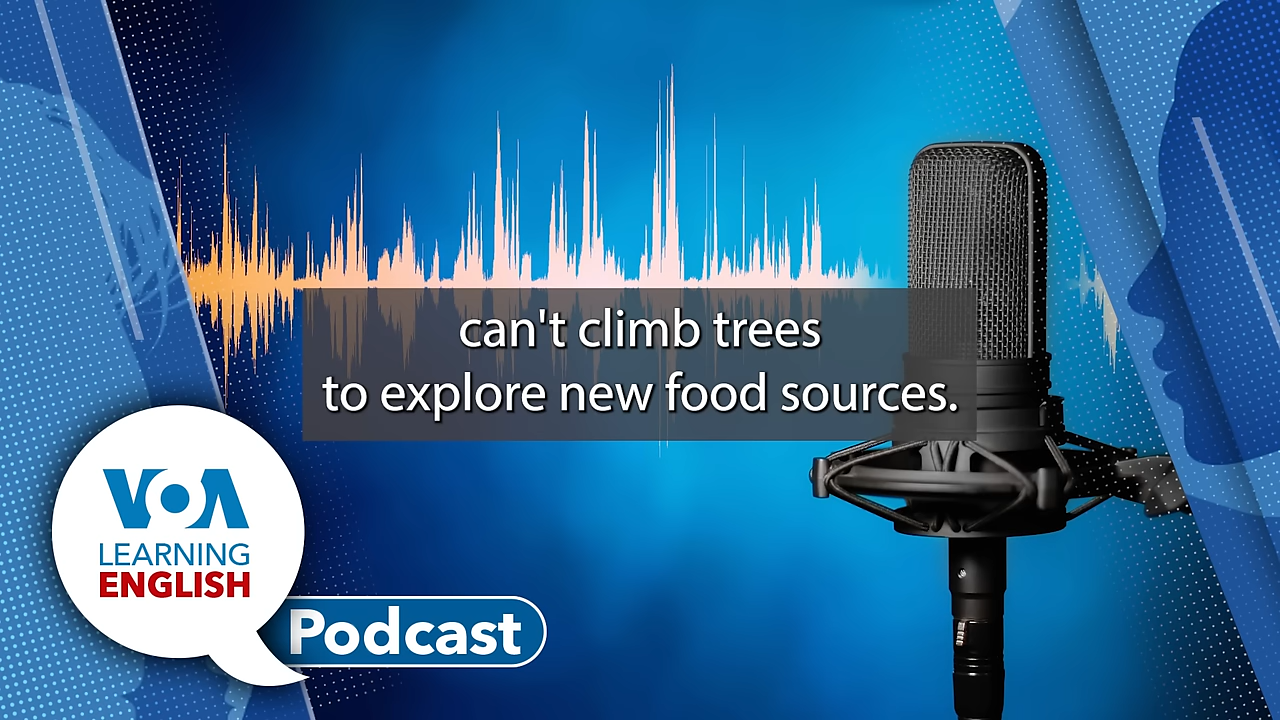 can't climb trees
to explore new food sources.
VOA
LEARNING
ENGLISH
Podcast